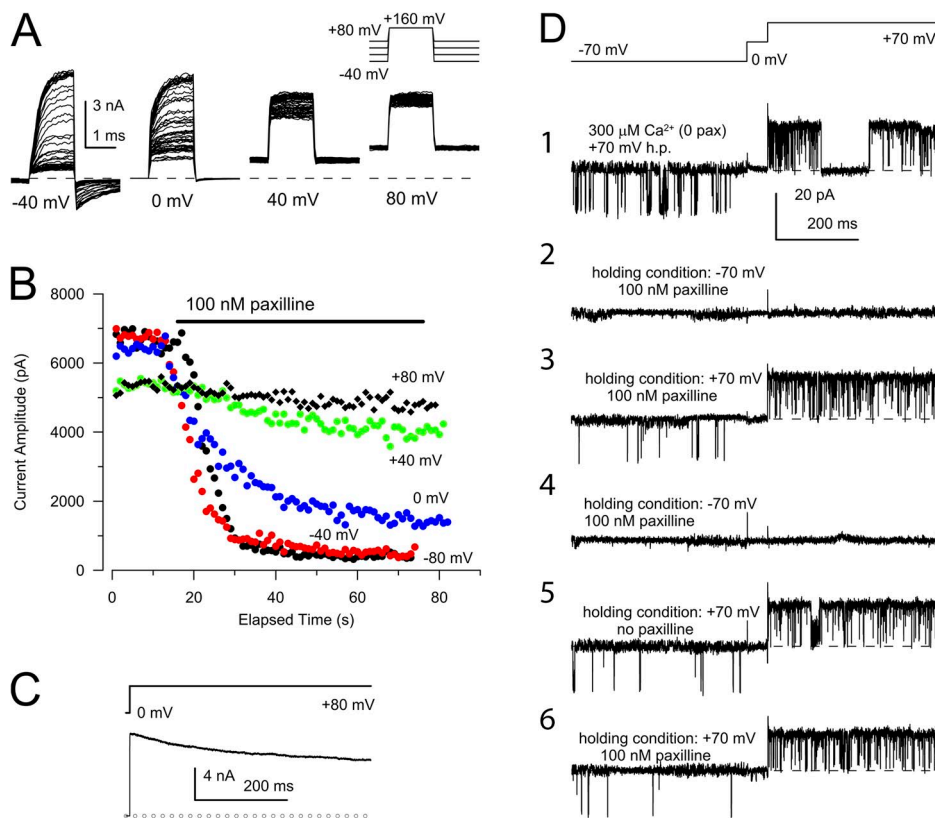 A
+160 mV
+80 mV
-40 mV
3 nA
1 ms
-40 mV
0 mV
40 mV
80 mV
B
100 nM paxilline
8000
6000
4000
2000
0
Current Amplitude (pA)
+80 mV
+40 mV
0 mV
-40 mV
-80 mV
0
20
40
60
80
Elapsed Time (s)
C
0 mV
+80 mV
4 nA
200 ms
D
-70 mV
0 mV
+70 mV
1
300 μM Ca²⁺ (0 pax)
+70 mV h.p.
20 pA
200 ms
2
holding condition: -70 mV
100 nM paxilline
3
holding condition: +70 mV
100 nM paxilline
4
holding condition: -70 mV
100 nM paxilline
5
holding condition: +70 mV
no paxilline
6
holding condition: +70 mV
100 nM paxilline